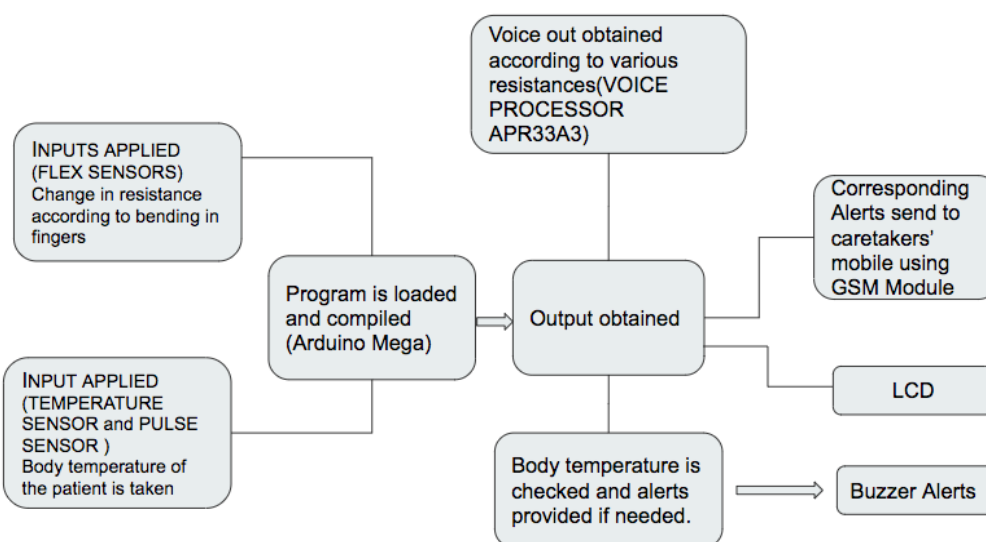 Voice out obtained
according to various
resistances(VOICE
PROCESSOR
APR33A3)
INPUTS APPLIED
(FLEX SENSORS)
Change in resistance
according to bending in
fingers
Corresponding
Alerts send to
caretakers'
mobile using
GSM Module
Program is loaded
and compiled
(Arduino Mega)
Output obtained
INPUT APPLIED
(TEMPERATURE
SENSOR and PULSE
SENSOR )
Body temperature of
the patient is taken
LCD
Body temperature is
checked and alerts
provided if needed.
Buzzer Alerts